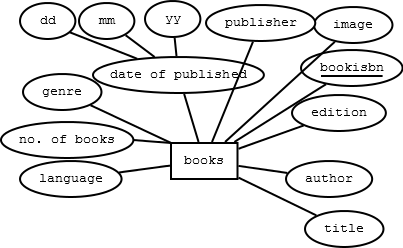 dd
mm
yy
publisher
image
date of published
bookisbn
genre
edition
no. of books
books
language
author
title